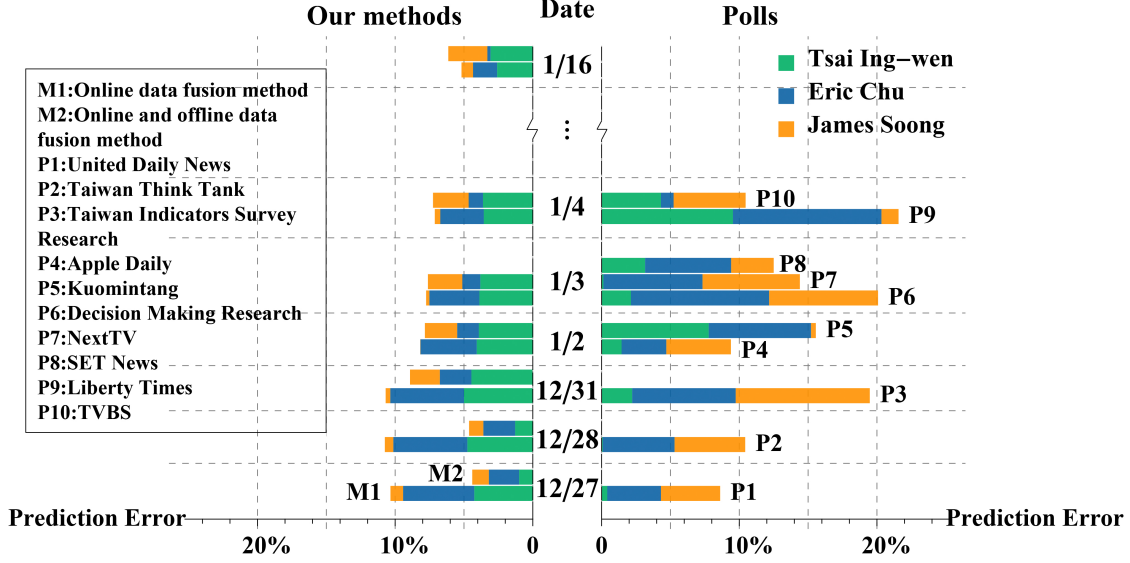 Our methods
Date
Polls
1/16
Tsai Ing−wen
Eric Chu
James Soong
M1:Online data fusion method
M2:Online and offline data
fusion method
P1:United Daily News
P2:Taiwan Think Tank
P3:Taiwan Indicators Survey
Research
P4:Apple Daily
P5:Kuomintang
P6:Decision Making Research
P7:NextTV
P8:SET News
P9:Liberty Times
P10:TVBS
⋮
1/4
P10
P9
1/3
P8
P7
P6
1/2
P5
P4
12/31
P3
12/28
P2
M2
M1
12/27
P1
Prediction Error
Prediction Error
20%
10%
0
0
10%
20%